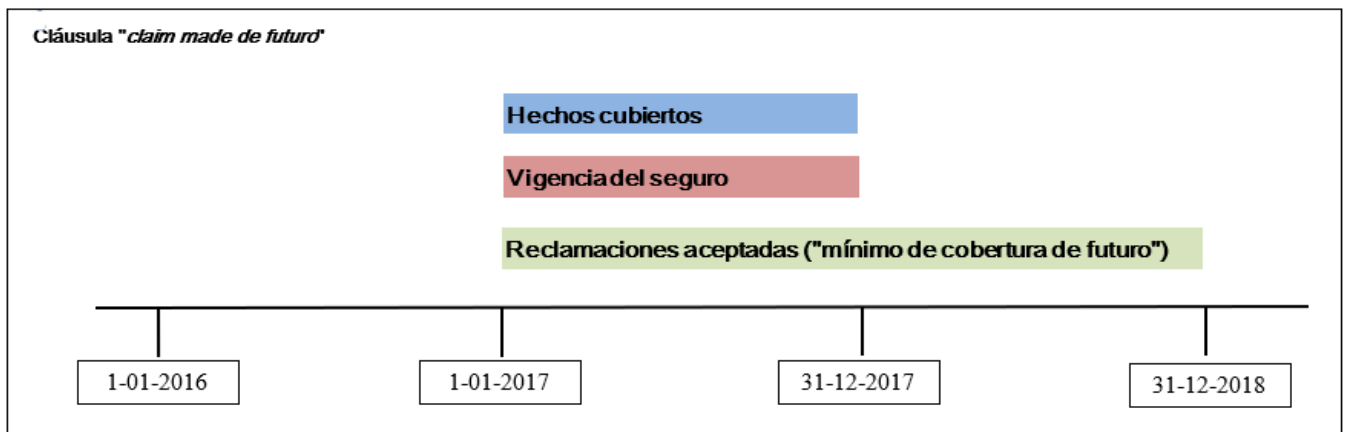 Cláusula "claim made de futuro"
Hechos cubiertos
Vigencia del seguro
Reclamaciones aceptadas ("mínimo de cobertura de futuro")
1-01-2016
1-01-2017
31-12-2017
31-12-2018